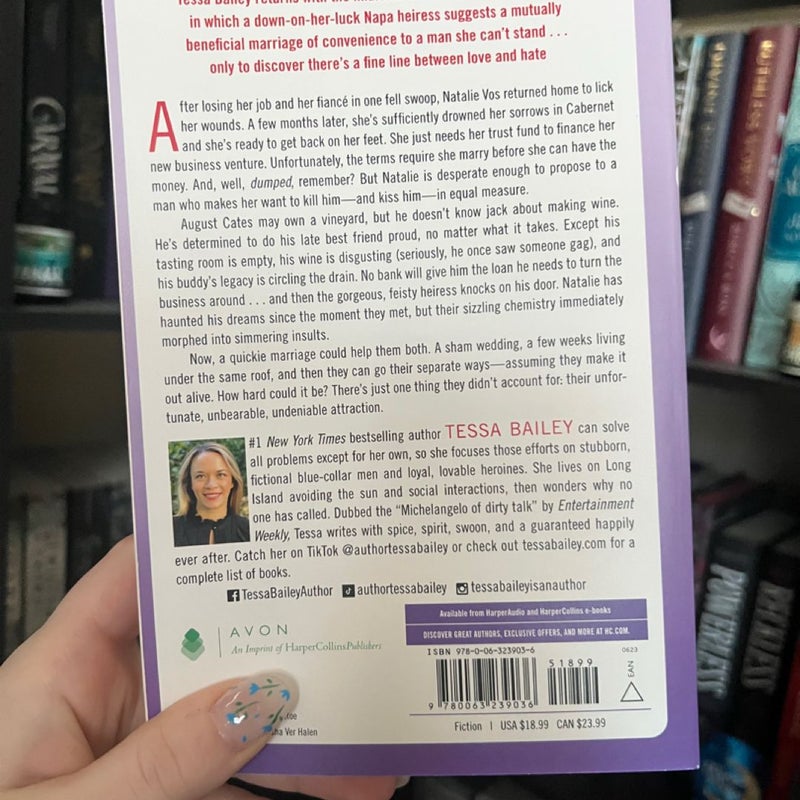 Tessa Bailey returns with the
in which a down-on-her-luck Napa heiress suggests a mutually
beneficial marriage of convenience to a man she can't stand . . .
only to discover there's a fine line between love and hate
After losing her job and her fiancé in one fell swoop, Natalie Vos returned home to lick
her wounds. A few months later, she's sufficiently drowned her sorrows in Cabernet
and she's ready to get back on her feet. She just needs her trust fund to finance her
new business venture. Unfortunately, the terms require she marry before she can have the
money. And, well, dumped, remember? But Natalie is desperate enough to propose to a
man who makes her want to kill him—and kiss him—in equal measure.
August Cates may own a vineyard, but he doesn't know jack about making wine.
He's determined to do his late best friend proud, no matter what it takes. Except his
tasting room is empty, his wine is disgusting (seriously, he once saw someone gag), and
his buddy's legacy is circling the drain. No bank will give him the loan he needs to turn the
business around . . . and then the gorgeous, feisty heiress knocks on his door. Natalie has
haunted his dreams since the moment they met, but their sizzling chemistry immediately
morphed into simmering insults.
Now, a quickie marriage could help them both. A sham wedding, a few weeks living
under the same roof, and then they can go their separate ways—assuming they make it
out alive. How hard could it be? There's just one thing they didn't account for: their unfor-
tunate, unbearable, undeniable attraction.
#1 New York Times bestselling author TESSA BAILEY can solve
all problems except for her own, so she focuses those efforts on stubborn,
fictional blue-collar men and loyal, lovable heroines. She lives on Long
Island avoiding the sun and social interactions, then wonders why no
one has called. Dubbed the “Michelangelo of dirty talk” by Entertainment
Weekly, Tessa writes with spice, spirit, swoon, and a guaranteed happily
ever after. Catch her on TikTok @authortessabailey or check out tessabailey.com for a
complete list of books.
TessaBaileyAuthor authortessabailey tessabaileyisanauthor
AVON
An Imprint of HarperCollinsPublishers
Available from HarperAudio and HarperCollins e-books
DISCOVER GREAT AUTHORS, EXCLUSIVE OFFERS, AND MORE AT HC.COM.
ISBN 978-0-06-323903-6
51899
0623
EAN
9 780063 239036
Fiction | USA $18.99 CAN $23.99
Ver Halen
CARAVAL
POWERLESS
RECKLESS